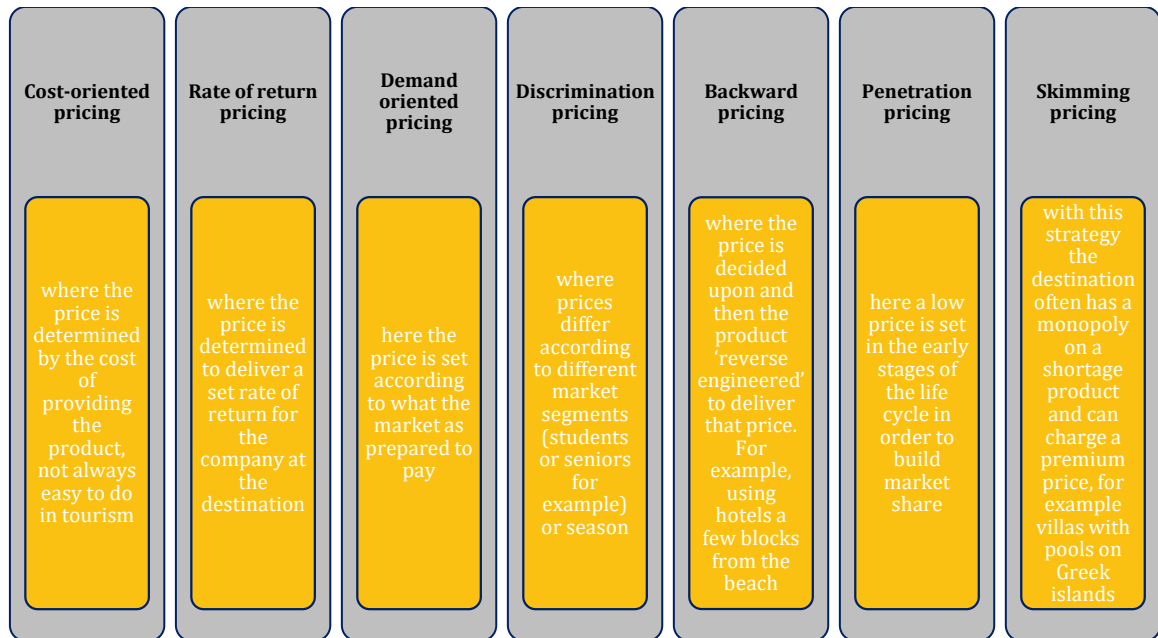 Cost-oriented
pricing
where the
price is
determined
by the cost
of
providing
the
product,
not always
easy to do
in tourism
Rate of return
pricing
where the
price is
determined
to deliver a
set rate of
return for
the
company at
the
destination
Demand
oriented
pricing
here the
price is set
according
to what the
market as
prepared to
pay
Discrimination
pricing
where
prices
differ
according
to different
market
segments
(students
or seniors
for
example)
or season
Backward
pricing
where the
price is
decided
upon and
then the
product
‘reverse
engineered’
to deliver
that price.
For
example,
using
hotels a
few blocks
from the
beach
Penetration
pricing
here a low
price is set
in the early
stages of
the life
cycle in
order to
build
market
share
Skimming
pricing
with this
strategy
the
destination
often has a
monopoly
on a
shortage
product
and can
charge a
premium
price, for
example
villas with
pools on
Greek
islands